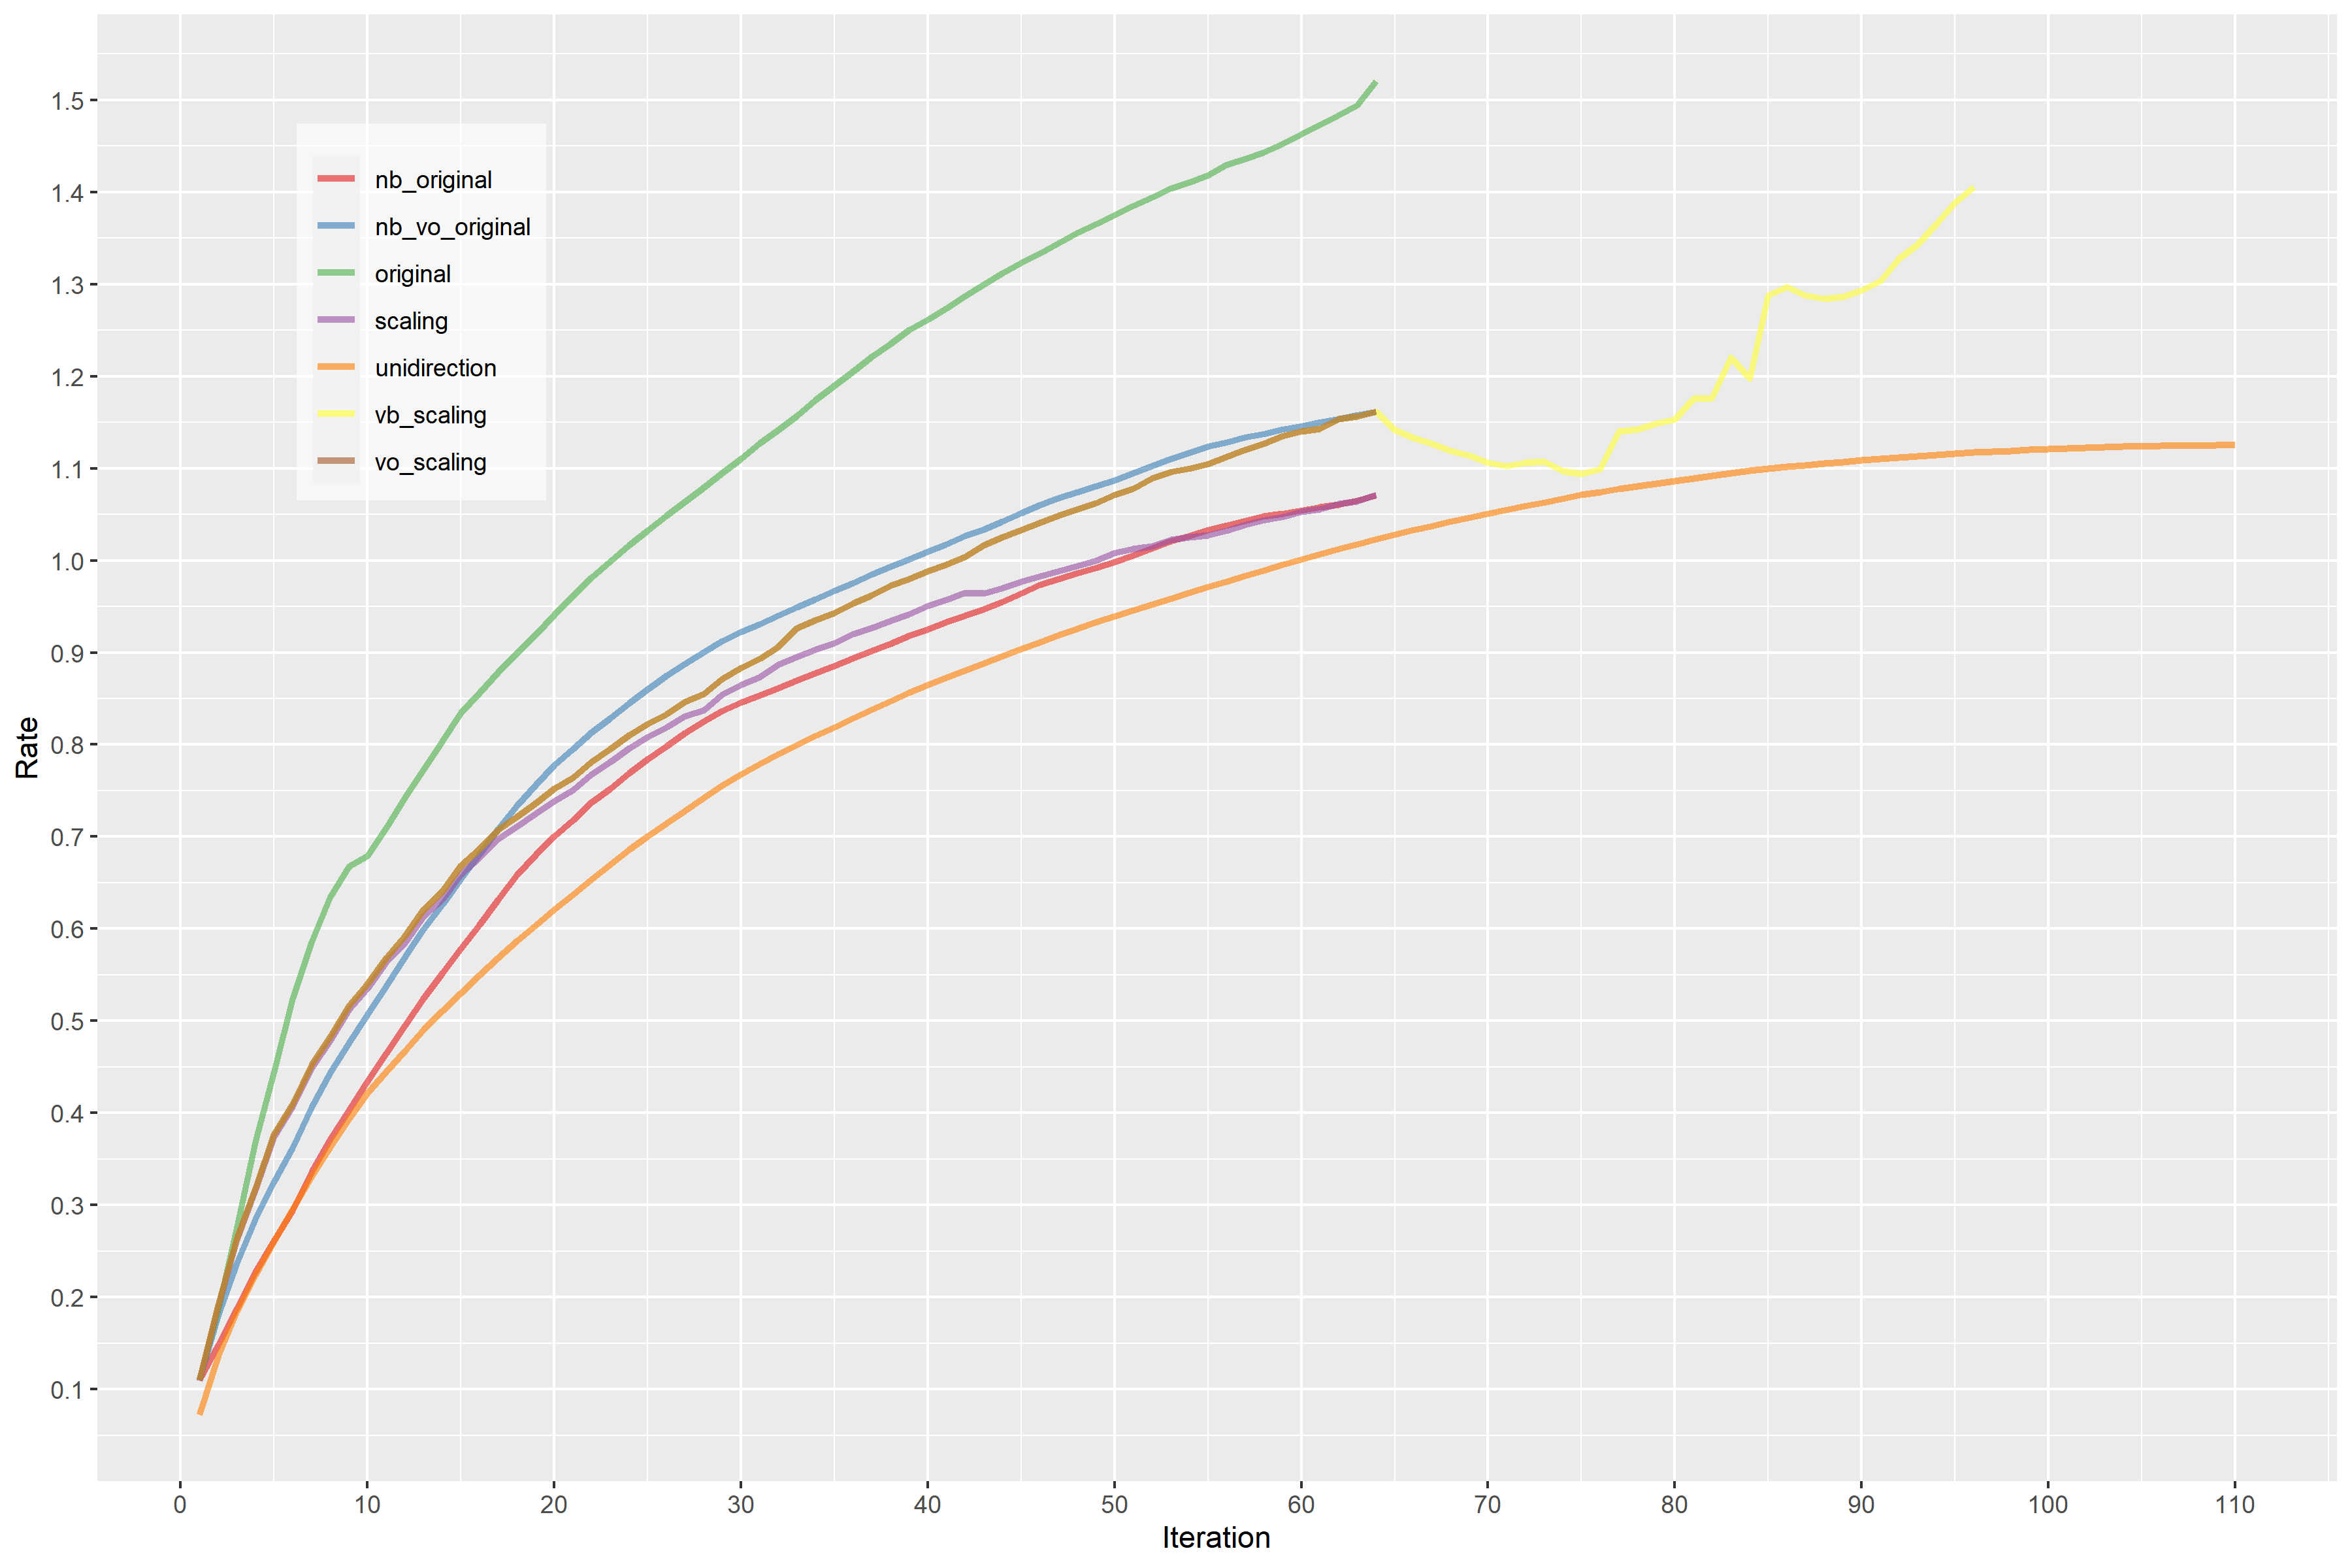 1.5
1.4
1.3
1.2
1.1
1.0
0.9
0.8
0.7
0.6
0.5
0.4
0.3
0.2
0.1
Rate
nb_original
nb_vo_original
original
scaling
unidirection
vb_scaling
vo_scaling
0 10 20 30 40 50 60 70 80 90 100 110
Iteration